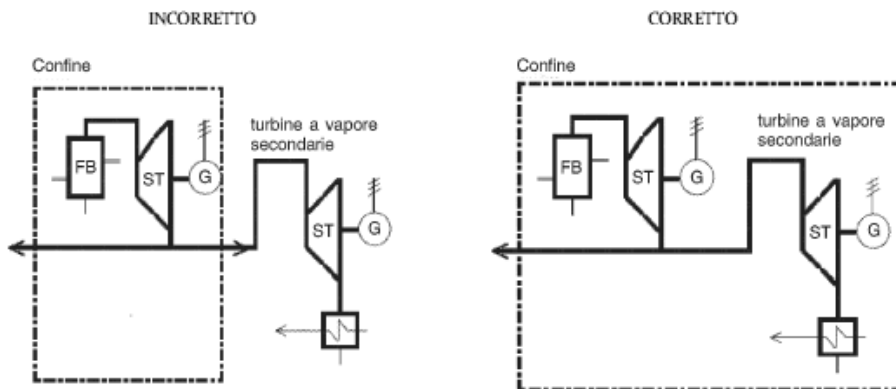 INCORRETTO
CORRETTO
Confine
Confine
turbine a vapore
secondarie
turbine a vapore
secondarie
FB
ST
G
FB
ST
G
ST
G
ST
G